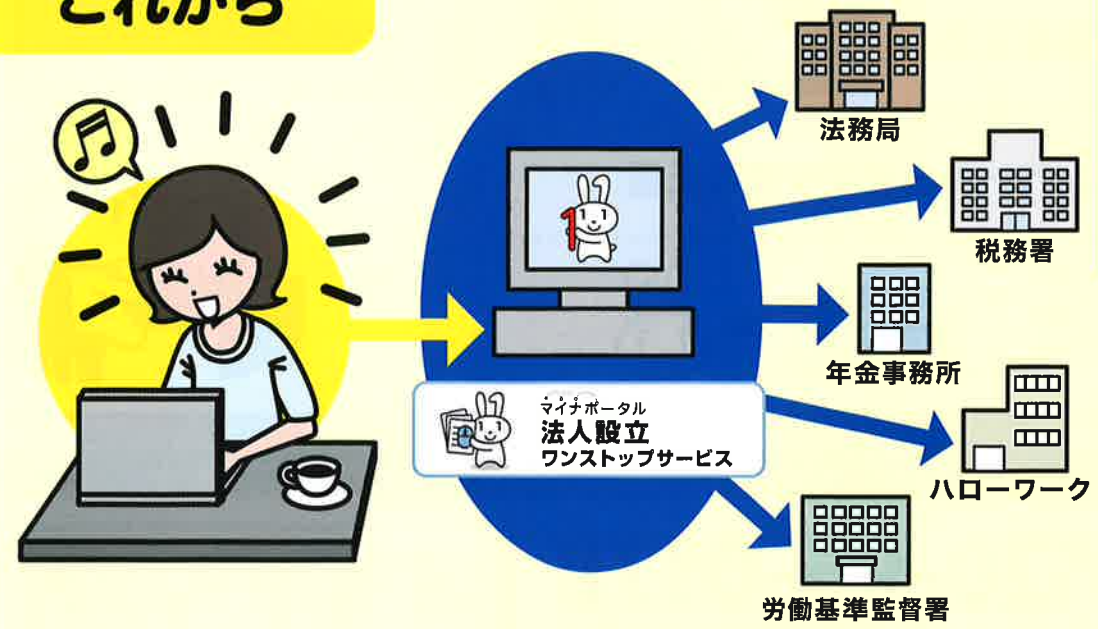 これから
法務局
税務署
年金事務所
マイナポータル
法人設立
ワンストップサービス
ハローワーク
労働基準監督署